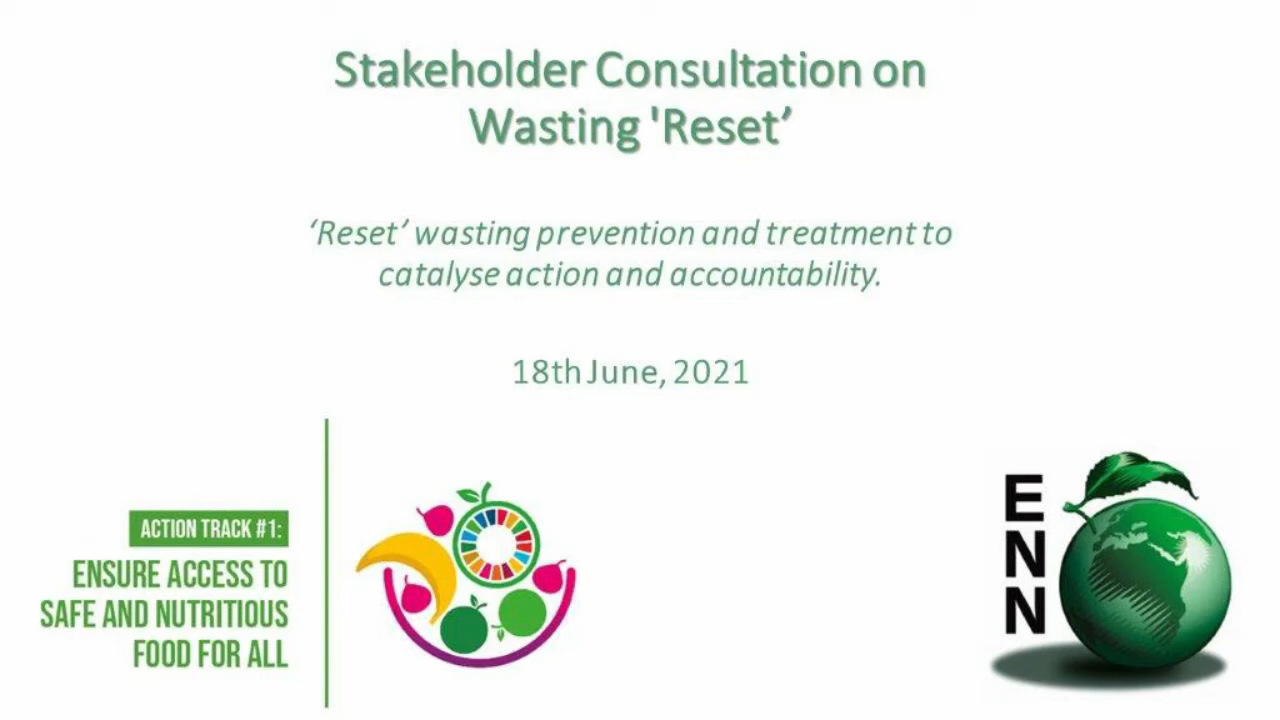 Stakeholder Consultation on
Wasting 'Reset’
‘Reset’ wasting prevention and treatment to
catalyse action and accountability.
18th June, 2021
ACTION TRACK #1:
ENSURE ACCESS TO
SAFE AND NUTRITIOUS
FOOD FOR ALL
ENN